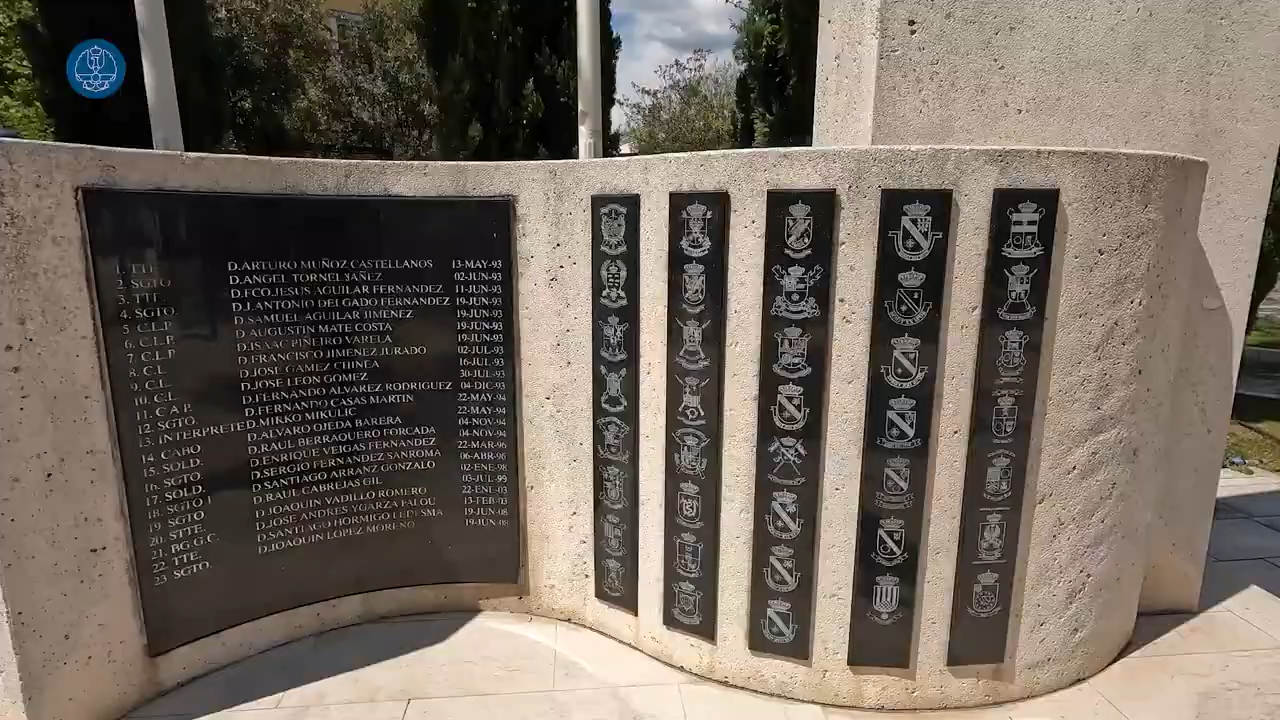 1. TTE. D.ARTURO MUÑOZ CASTELLANOS 13-MAY-93
2. SGTO D.ANGEL TORNEL YAÑEZ 02-JUN-93
3. TTE. D.FCO.JESUS AGUILAR FERNANDEZ 11-JUN-93
4. SGTO. D.J.ANTONIO DELGADO FERNANDEZ 19-JUN-93
5 C.L.P D.SAMUEL AGUILAR JIMENEZ 19-JUN-93
6. C.L.P. D.AUGUSTIN MATE COSTA 19-JUN-93
7 C.L.P D.ISAAC PIÑEIRO VARELA 19-JUN-93
8. C.L. D.FRANCISCO JIMENEZ JURADO 02-JUL-93
9. C.L. D.JOSE GAMEZ CHINEA 16-JUL-93
10. C.L D.JOSE LEON GOMEZ 30-JUL-93
11. C A P. D.FERNANDO ALVAREZ RODRIGUEZ 04-DIC-93
12. SGTO. D.FERNANDO CASAS MARTIN 22-MAY-94
13. INTERPRETE D.MIRKO MIKULIC 22-MAY-94
14 CABO D.ALVARO OJEDA BARERA 04-NOV-94
15. SOLD. D.RAUL BERRAQUERO FORCADA 04-NOV-94
16. SGTO. D.ENRIQUE VEIGAS FERNANDEZ 22-MAR-96
17. SOLD. D.SERGIO FERNANDEZ SANROMA 06-ABR-96
18. SGTO.1 D.SANTIAGO ARRANZ GONZALO 02-ENE-98
19 SGTO D.RAUL CABREJAS GIL 03-JUL-99
20. STTE. D.JOAQUIN VADILLO ROMERO 22-ENE-03
21. BG.G.C. D.JOSE ANDRES YGARZA PALOU 13-FEB-03
22. TTE. D.SANTIAGO HORMIGO LEDESMA 19-JUN-08
23 SGTO. D.JOAQUIN LOPEZ MORENO 19-JUN-08